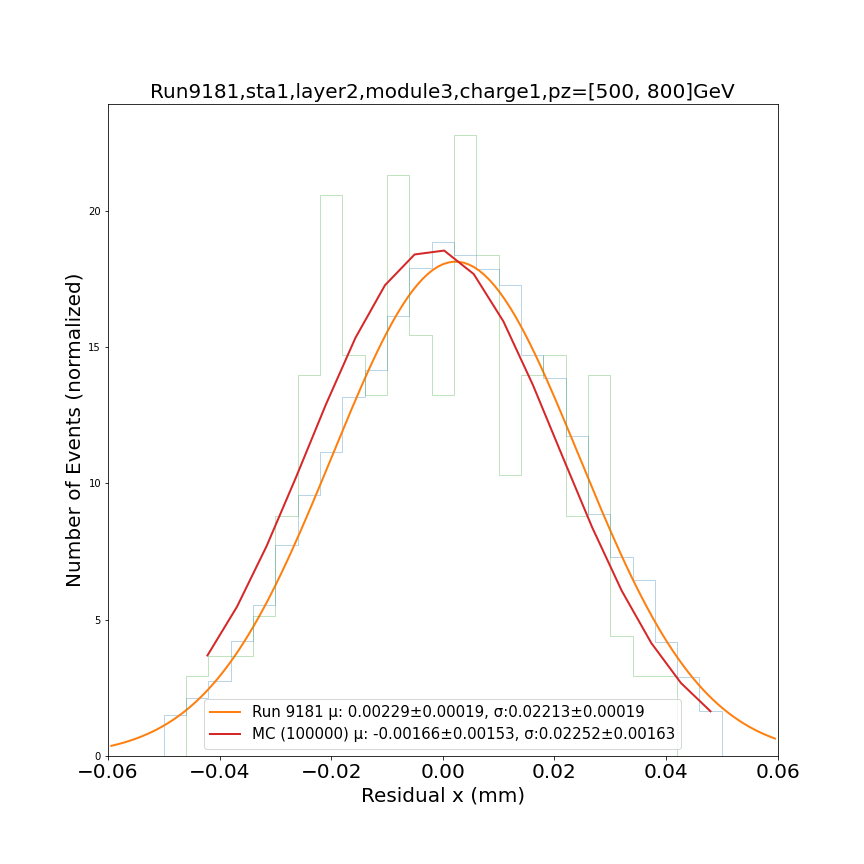 Run9181,sta1,layer2,module3,charge1,pz=[500, 800]GeV
Number of Events (normalized)
20
15
10
5
0
Run 9181 μ: 0.00229±0.00019, σ:0.02213±0.00019
MC (100000) μ: -0.00166±0.00153, σ:0.02252±0.00163
−0.06 −0.04 −0.02 0.00 0.02 0.04 0.06
Residual x (mm)